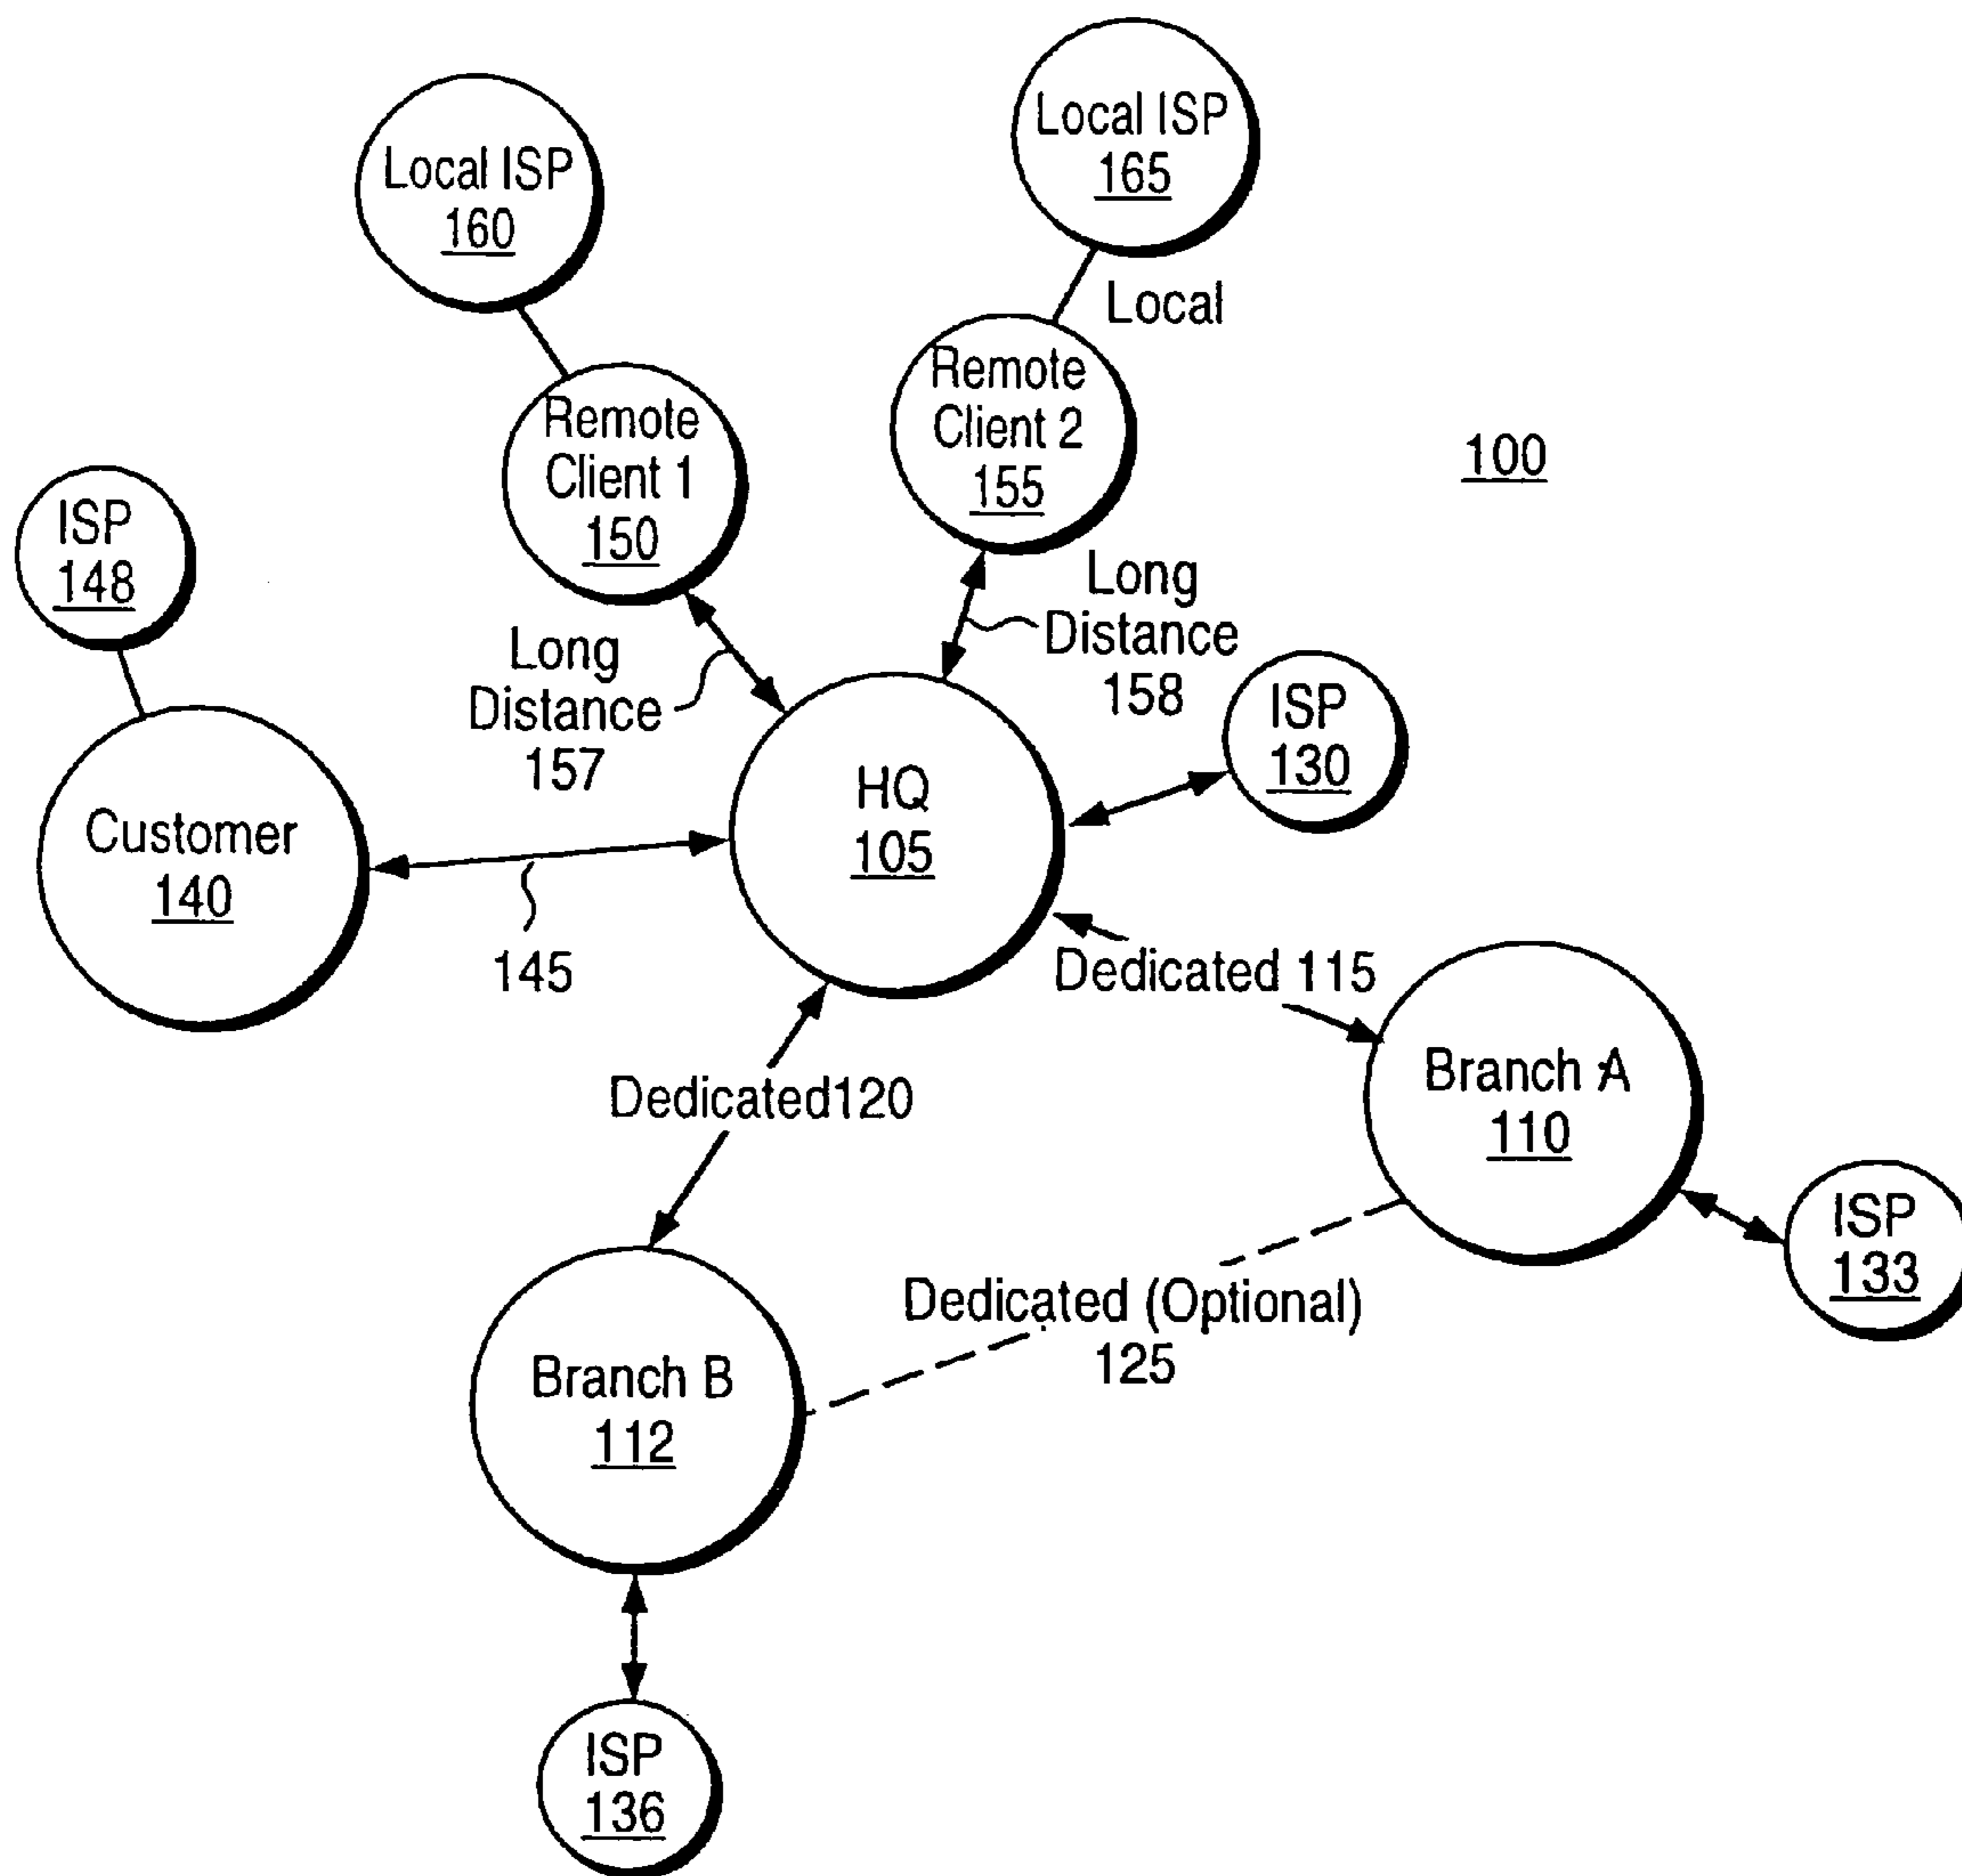 Local ISP
165
Local ISP
160
Local
Remote
Client 2
155
Remote
Client 1
150
100
ISP
148
Long
Distance
158
Long
Distance
157
ISP
130
HQ
105
Customer
140
145
Dedicated 115
Branch A
110
Dedicated120
ISP
133
Dedicated (Optional)
125
Branch B
112
ISP
136